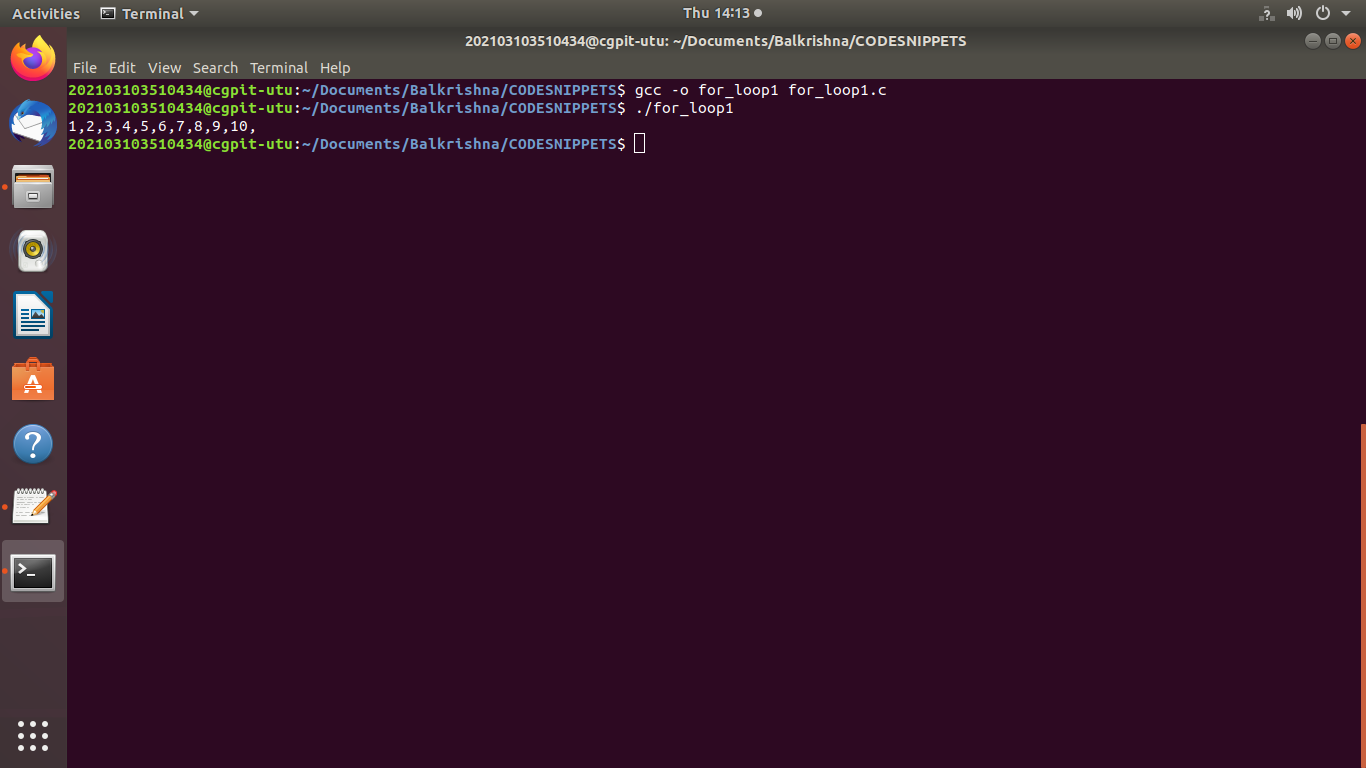 Activities Terminal Thu 14:13
202103103510434@cgpit-utu: ~/Documents/Balkrishna/CODESNIPPETS
File Edit View Search Terminal Help
202103103510434@cgpit-utu:~/Documents/Balkrishna/CODESNIPPETS$ gcc -o for_loop1 for_loop1.c
202103103510434@cgpit-utu:~/Documents/Balkrishna/CODESNIPPETS$ ./for_loop1
1,2,3,4,5,6,7,8,9,10,
202103103510434@cgpit-utu:~/Documents/Balkrishna/CODESNIPPETS$